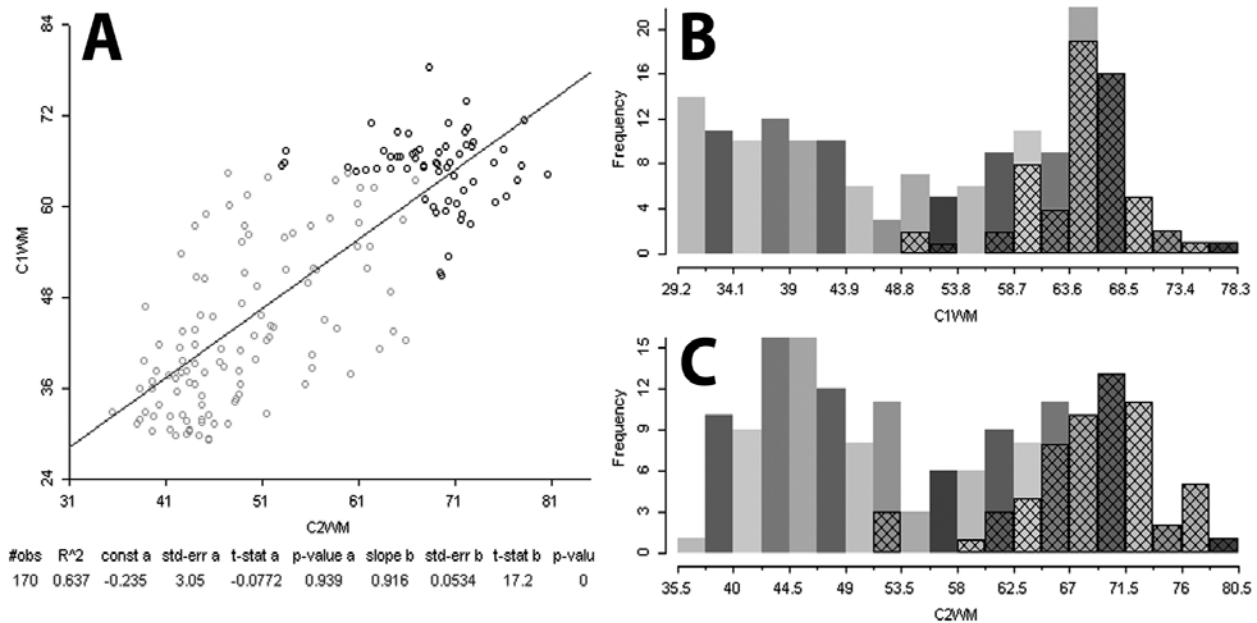 A
84
72
60
48
36
24
C1WM
31 41 51 61 71 81
C2WM
#obs R^2 const a std-err a t-stat a p-value a slope b std-err b t-stat b p-valu
170 0.637 -0.235 3.05 -0.0772 0.939 0.916 0.0534 17.2 0
B
20
16
12
8
4
0
Frequency
29.2 34.1 39 43.9 48.8 53.8 58.7 63.6 68.5 73.4 78.3
C1WM
C
15
12
9
6
3
0
Frequency
35.5 40 44.5 49 53.5 58 62.5 67 71.5 76 80.5
C2WM